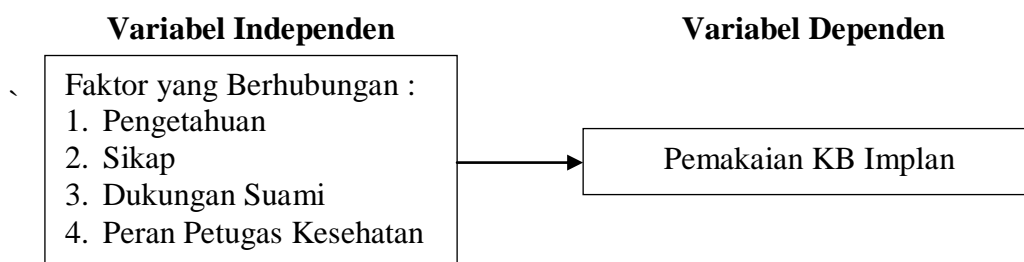 Variabel Independen
Variabel Dependen
`
Faktor yang Berhubungan :
1. Pengetahuan
2. Sikap
3. Dukungan Suami
4. Peran Petugas Kesehatan
Pemakaian KB Implan